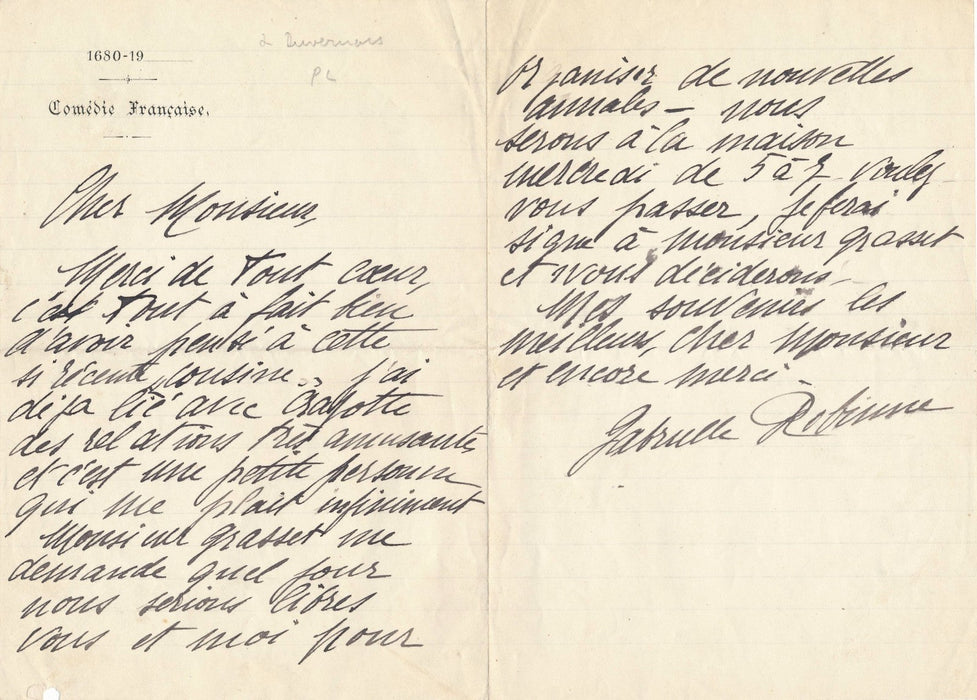 1680-19
Comédie Française.
à Duvernois
PL
Cher Monsieur,
Merci de tout cœur,
c'est tout à fait bien
d'avoir pensé à cette
si récente cousine. j'ai
déja lié avec
des relations très amusantes
et c'est une petite personne
qui me plait infiniment
Monsieur grasset me
demande quel jour
nous serions libres
vous et moi pour
organiser de nouvelles
annales – nous
serons à la maison
mercredi de 5 à 7 voulez
vous passer, je ferai
signe à monsieur grasset
et nous déciderons –
Mes souvenirs les
meilleurs, cher Monsieur
et encore merci.
Gabrielle Robinne